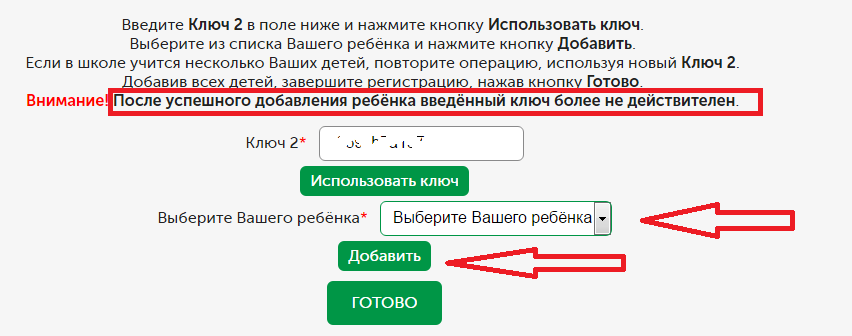 Введите Ключ 2 в поле ниже и нажмите кнопку Использовать ключ.
Выберите из списка Вашего ребёнка и нажмите кнопку Добавить.
Если в школе учится несколько Ваших детей, повторите операцию, используя новый Ключ 2.
Добавив всех детей, завершите регистрацию, нажав кнопку Готово.
Внимание! После успешного добавления ребёнка введённый ключ более не действителен.
Ключ 2*
Использовать ключ
Выберите Вашего ребёнка* Выберите Вашего ребёнка
Добавить
ГОТОВО